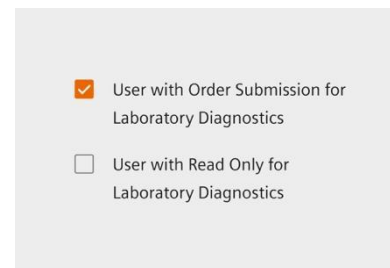 User with Order Submission for
Laboratory Diagnostics
User with Read Only for
Laboratory Diagnostics